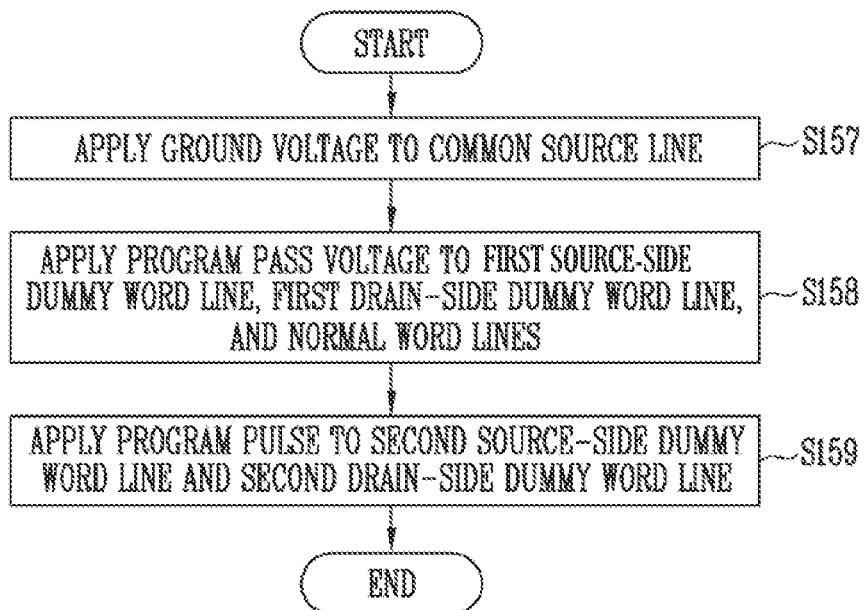 START
APPLY GROUND VOLTAGE TO COMMON SOURCE LINE
S157
APPLY PROGRAM PASS VOLTAGE TO FIRST SOURCE-SIDE
DUMMY WORD LINE, FIRST DRAIN-SIDE DUMMY WORD LINE,
AND NORMAL WORD LINES
S158
APPLY PROGRAM PULSE TO SECOND SOURCE-SIDE DUMMY
WORD LINE AND SECOND DRAIN-SIDE DUMMY WORD LINE
S159
END